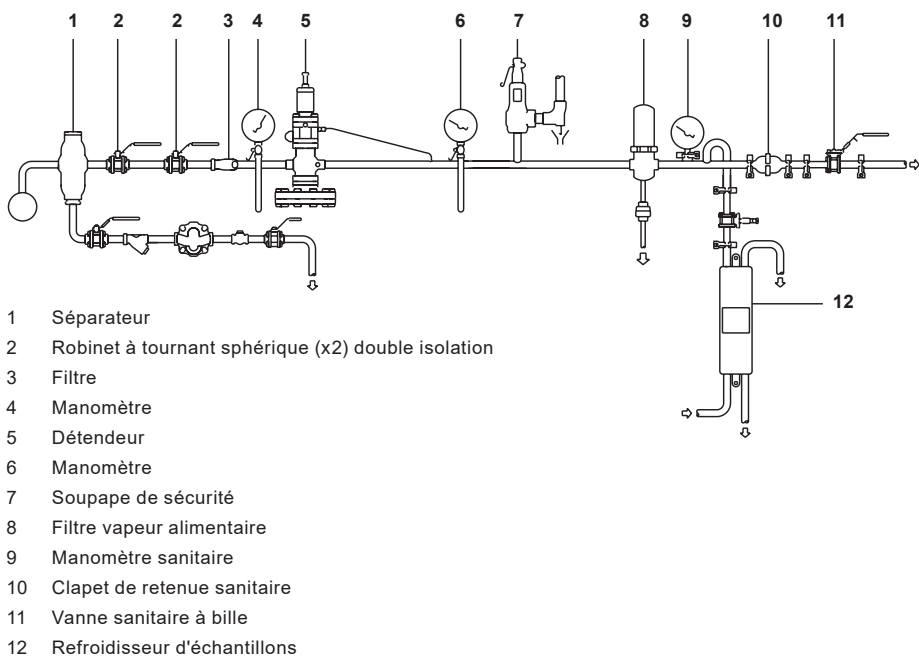 1 2 2 3 4 5 6 7 8 9 10 11
12
1 Séparateur
2 Robinet à tournant sphérique (x2) double isolation
3 Filtre
4 Manomètre
5 Détendeur
6 Manomètre
7 Soupape de sécurité
8 Filtre vapeur alimentaire
9 Manomètre sanitaire
10 Clapet de retenue sanitaire
11 Vanne sanitaire à bille
12 Refroidisseur d'échantillons